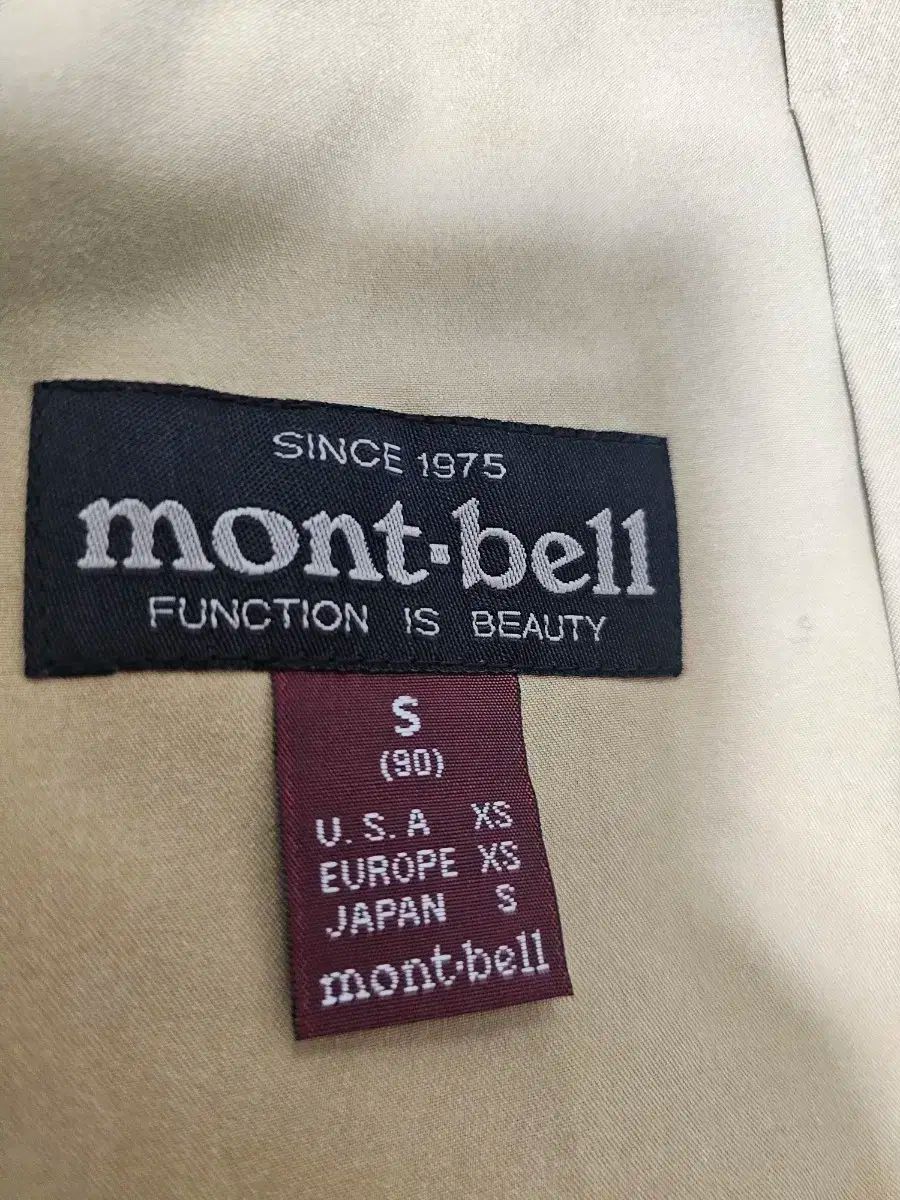 SINCE 1975
mont-bell
FUNCTION IS BEAUTY
S
(90)
U.S.A XS
EUROPE XS
JAPAN S
mont-bell